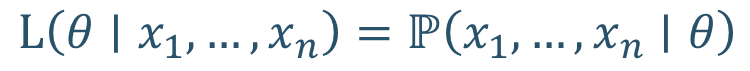 L(θ | x₁, … , xₙ) = ℙ(x₁, … , xₙ | θ)